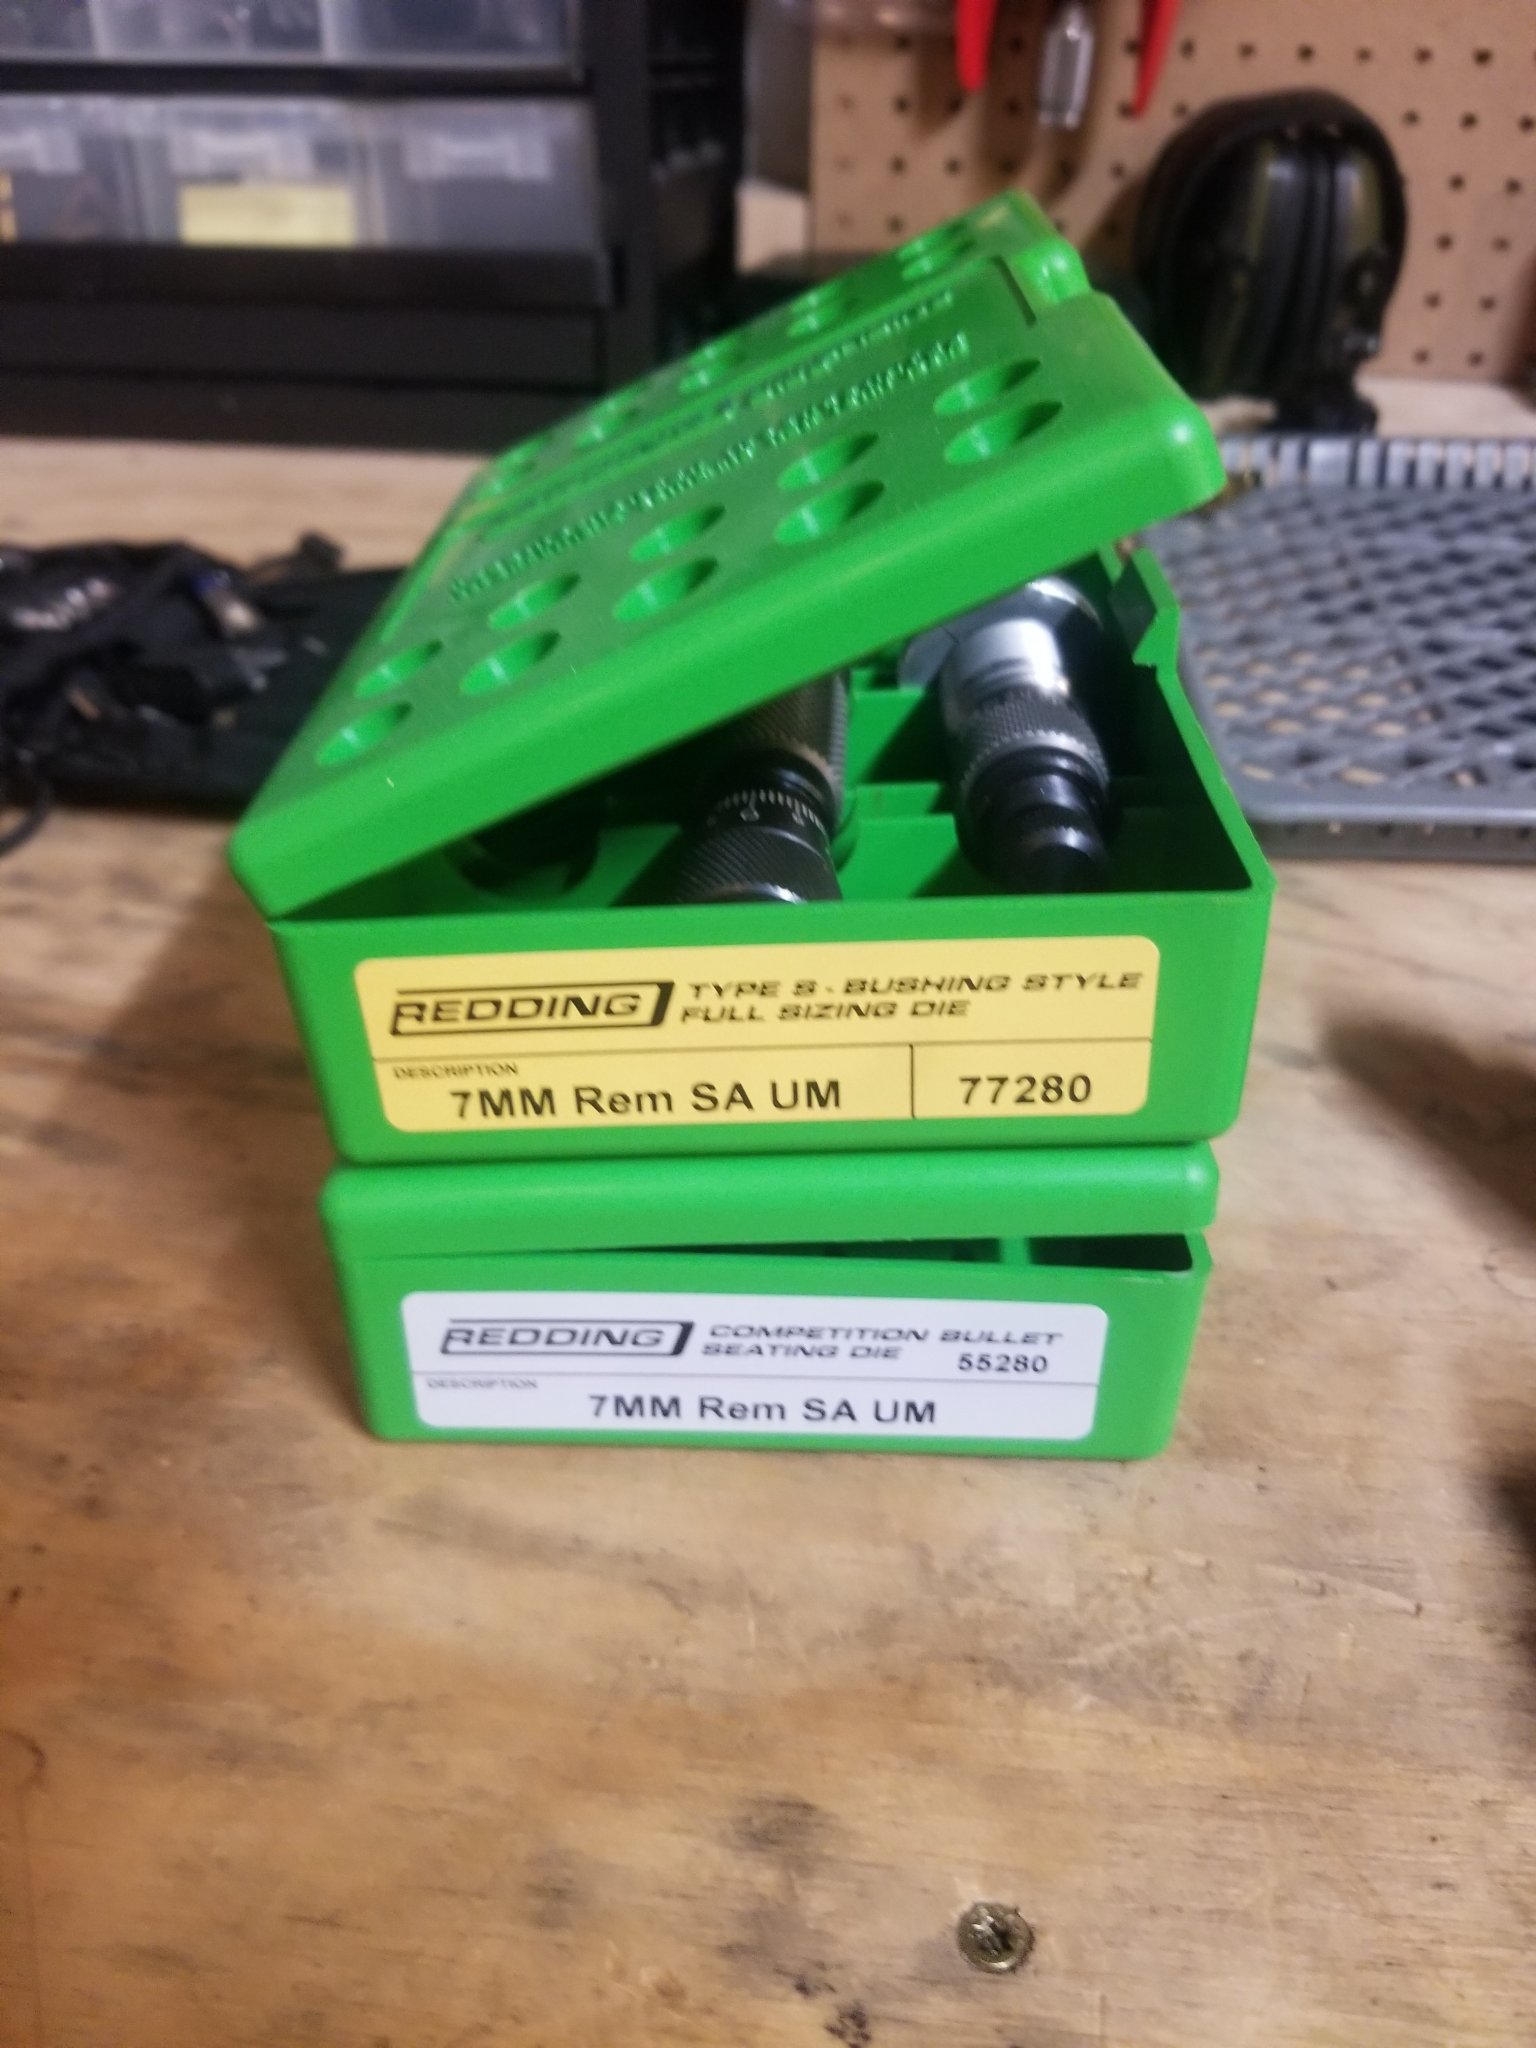 REDDING TYPE S - BUSHING STYLE
FULL SIZING DIE
DESCRIPTION
7MM Rem SA UM 77280
REDDING COMPETITION BULLET
SEATING DIE 55280
DESCRIPTION
7MM Rem SA UM